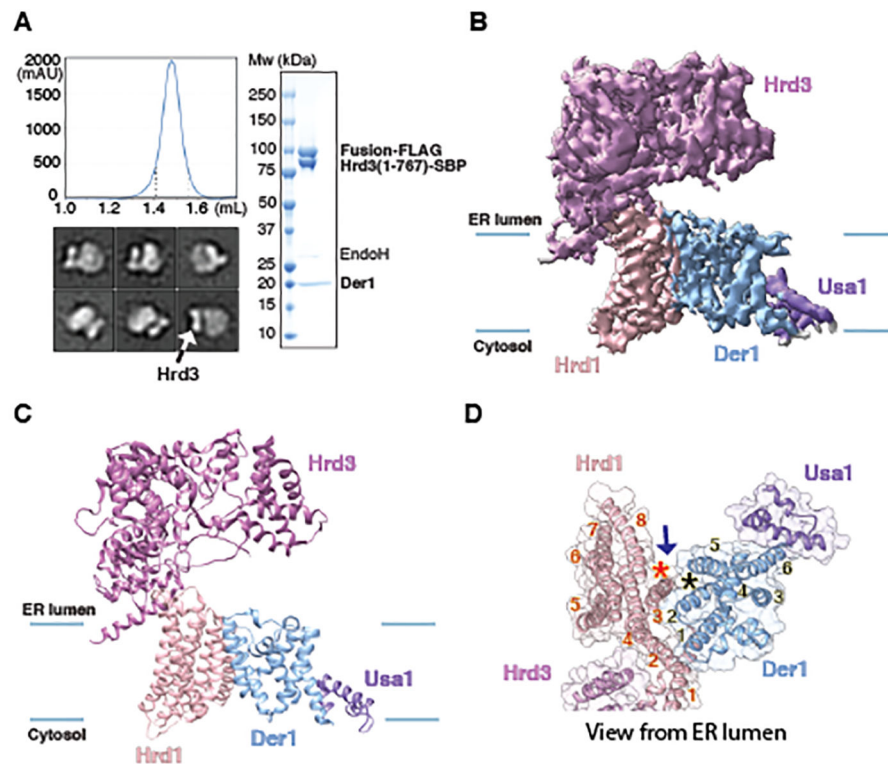 A
2000
(mAU)
1500
1000
500
0
1.0 1.2 1.4 1.6 (mL)
Hrd3
Mw (kDa)
250
150
100
75
50
37
25
20
15
10
Fusion-FLAG
Hrd3(1-767)-SBP
EndoH
Der1
B
Hrd3
ER lumen
Usa1
Cytosol
Hrd1
Der1
C
Hrd3
ER lumen
Usa1
Cytosol
Hrd1
Der1
D
Hrd1
Usa1
8
7
6
5
*
*
5
6
4
3
3
2
1
4
2
1
Hrd3
Der1
View from ER lumen